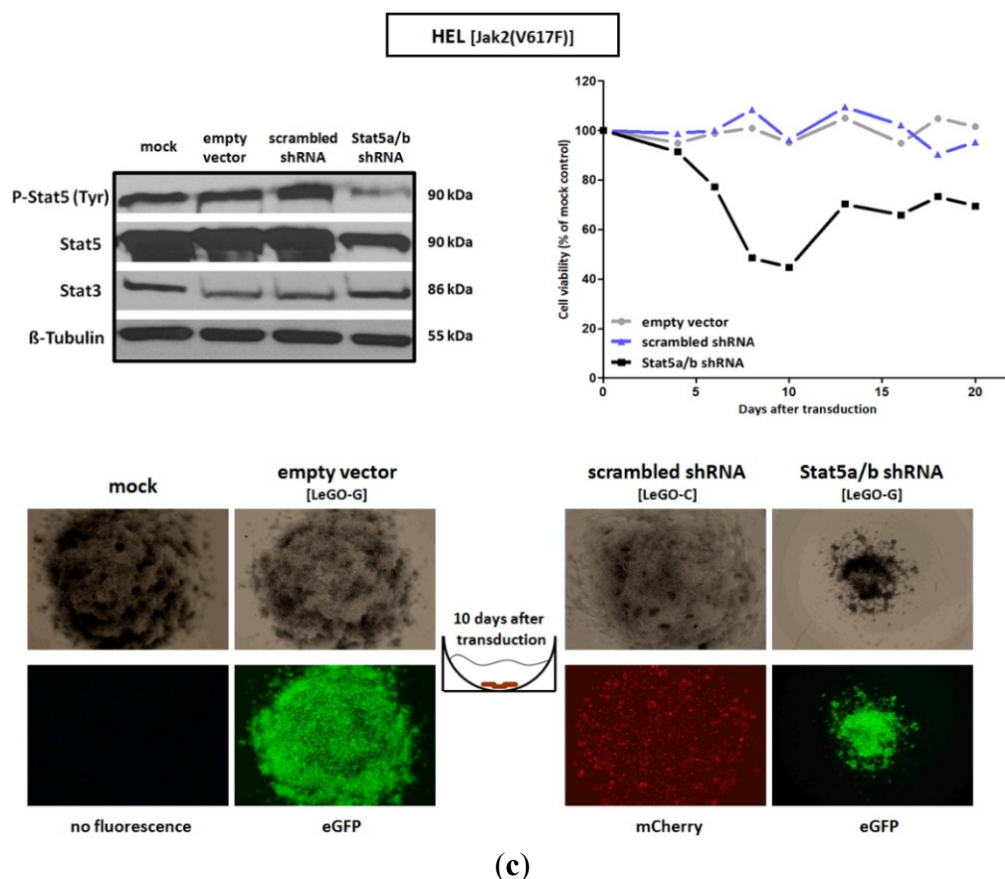 HEL [Jak2(V617F)]
mock
empty
vector
scrambled
shRNA
Stat5a/b
shRNA
P-Stat5 (Tyr)
90 kDa
Stat5
90 kDa
Stat3
86 kDa
ß-Tubulin
55 kDa
Cell viability (% of mock control)
120
100
80
60
40
20
0
0
5
10
15
20
Days after transduction
empty vector
scrambled shRNA
Stat5a/b shRNA
mock
empty vector
[LeGO-G]
scrambled shRNA
[LeGO-C]
Stat5a/b shRNA
[LeGO-G]
10 days after
transduction
no fluorescence
eGFP
mCherry
eGFP
(c)